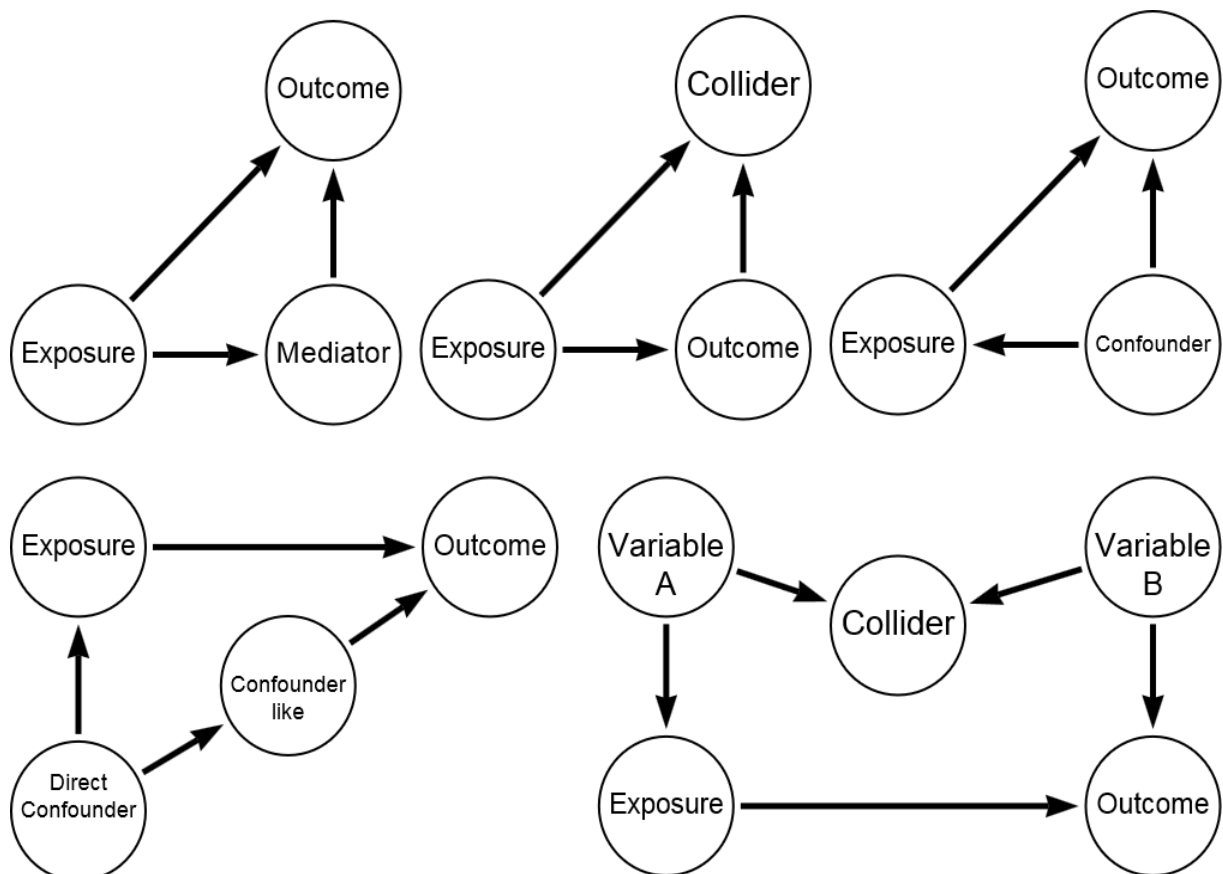 Outcome
Exposure
Mediator
Collider
Exposure
Outcome
Outcome
Exposure
Confounder
Exposure
Outcome
Confounder
like
Direct
Confounder
Variable
A
Variable
B
Collider
Exposure
Outcome